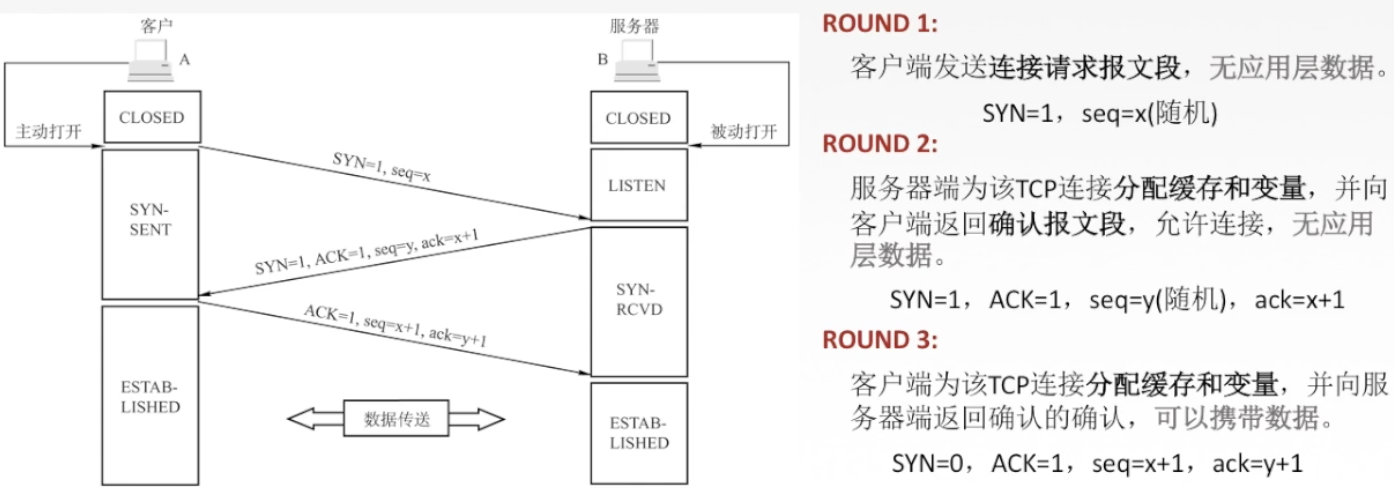 客户
A
主动打开
CLOSED
SYN-
SENT
ESTAB-
LISHED
SYN=1, seq=x
SYN=1, ACK=1, seq=y, ack=x+1
ACK=1, seq=x+1, ack=y+1
数据传送
服务器
B
被动打开
CLOSED
LISTEN
SYN-
RCVD
ESTAB-
LISHED
ROUND 1:
客户端发送连接请求报文段，无应用层数据。
SYN=1，seq=x(随机)
ROUND 2:
服务器端为该TCP连接分配缓存和变量，并向
客户端返回确认报文段，允许连接，无应用
层数据。
SYN=1，ACK=1，seq=y(随机)，ack=x+1
ROUND 3:
客户端为该TCP连接分配缓存和变量，并向服
务器端返回确认的确认，可以携带数据。
SYN=0，ACK=1，seq=x+1，ack=y+1